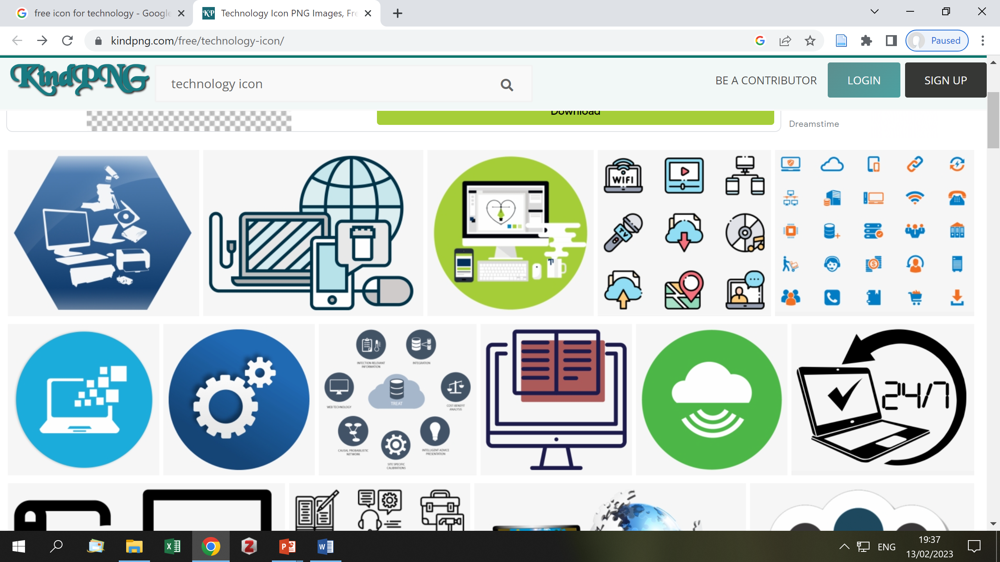 free icon for technology - Google
Technology Icon PNG Images, Fre
kindpng.com/free/technology-icon/
Paused
KindPNG
technology icon
BE A CONTRIBUTOR
LOGIN
SIGN UP
Download
Dreamstime
WIFI
TV
INFECTION RELEVANT
INFORMATION
INTEGRATION
WEB TECHNOLOGY
TREAT
COST-BENEFIT
ANALYSIS
CAUSAL PROBABILISTIC
NETWORK
INTELLIGENT ADVICE
PRESENTATION
SITE SPECIFIC
CALIBRATIONS
24/7
ENG
19:37
13/02/2023